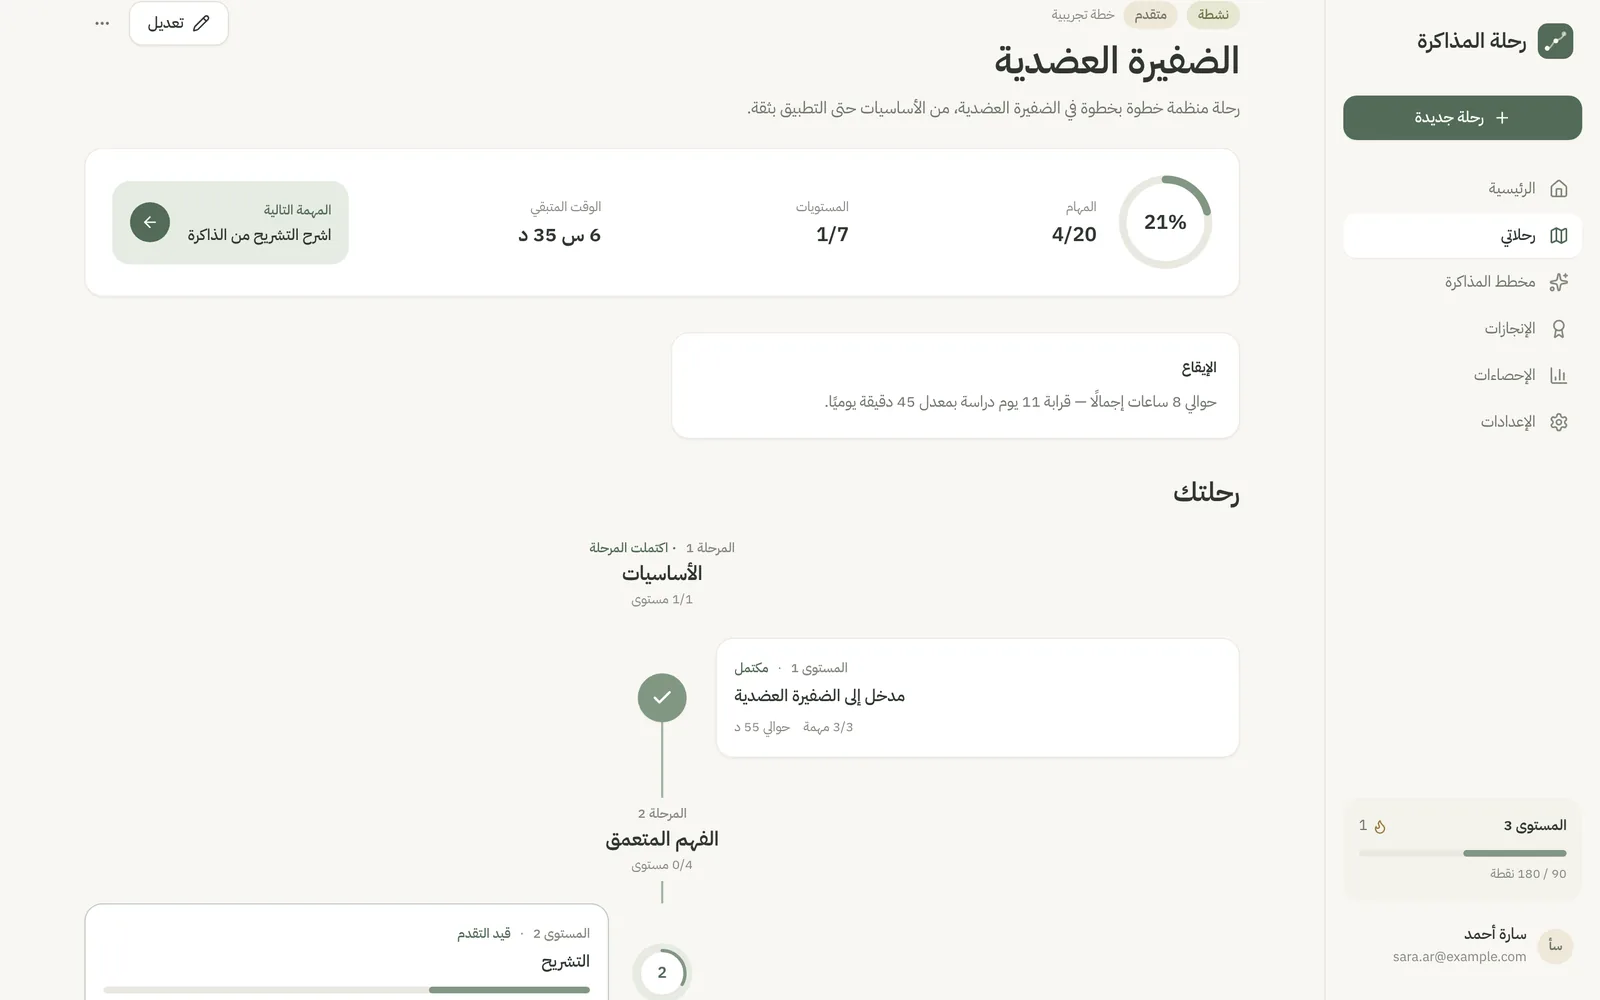 رحلة المذاكرة
رحلة جديدة
الرئيسية
رحلاتي
مخطط المذاكرة
الإنجازات
الإحصاءات
الإعدادات
المستوى 3
1
90 / 180 نقطة
سأ
سارة أحمد
sara.ar@example.com
نشطة
متقدم
خطة تجريبية
تعديل
الضفيرة العضدية
رحلة منظمة خطوة بخطوة في الضفيرة العضدية، من الأساسيات حتى التطبيق بثقة.
21%
المهام
4/20
المستويات
1/7
الوقت المتبقي
6 س 35 د
المهمة التالية
اشرح التشريح من الذاكرة
الإيقاع
حوالي 8 ساعات إجمالًا — قرابة 11 يوم دراسة بمعدل 45 دقيقة يوميًا.
رحلتك
المرحلة 1 · اكتملت المرحلة
الأساسيات
1/1 مستوى
المستوى 1 · مكتمل
مدخل إلى الضفيرة العضدية
3/3 مهمة حوالي 55 د
المرحلة 2
الفهم المتعمق
0/4 مستوى
2
المستوى 2 · قيد التقدم
التشريح